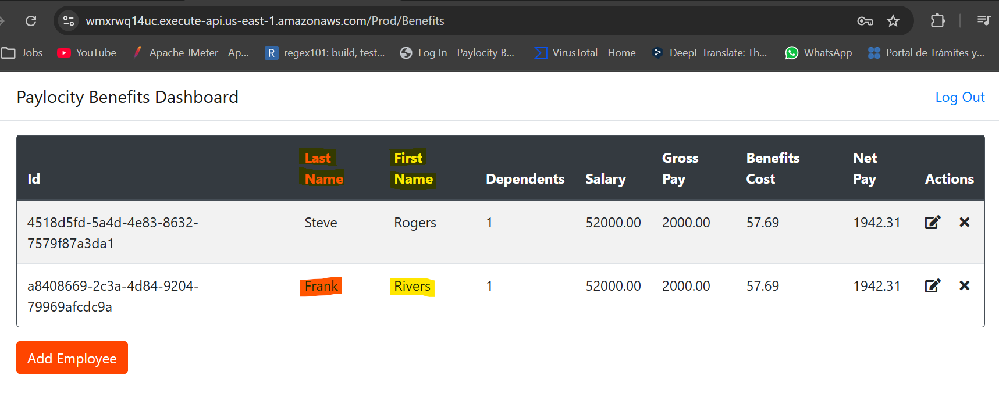 wmxrwq14uc.execute-api.us-east-1.amazonaws.com/Prod/Benefits
Jobs YouTube Apache JMeter - Ap... R regex101: build, test... Log In - Paylocity B... VirusTotal - Home DeepL Translate: Th... WhatsApp Portal de Trámites y...
Paylocity Benefits Dashboard Log Out
Id Last Name First Name Dependents Salary Gross Pay Benefits Cost Net Pay Actions
4518d5fd-5a4d-4e83-8632- Steve Rogers 1 52000.00 2000.00 57.69 1942.31
7579f87a3da1
a8408669-2c3a-4d84-9204- Frank Rivers 1 52000.00 2000.00 57.69 1942.31
79969afcdc9a
Add Employee